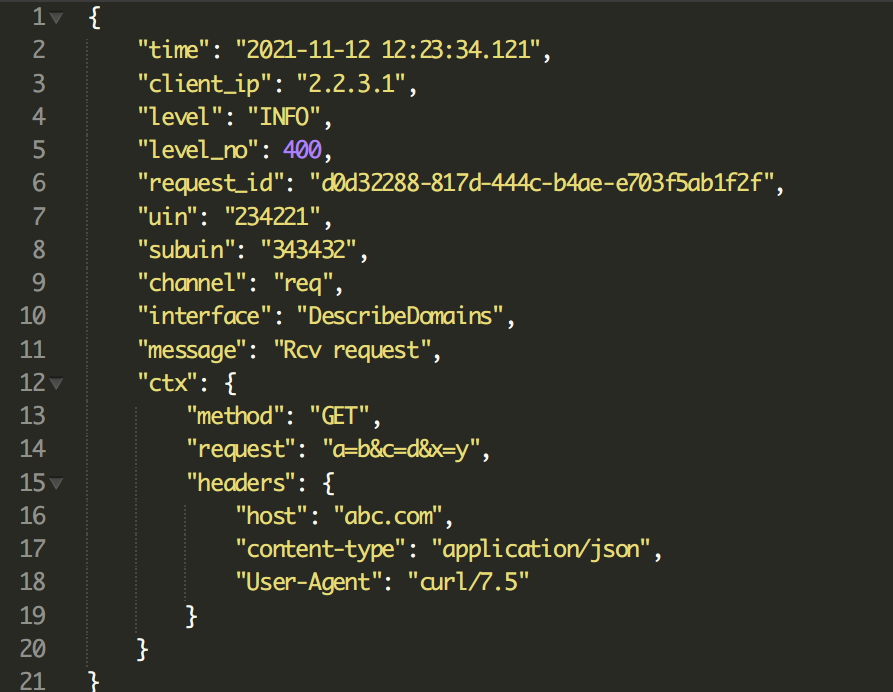 1 {
2 "time": "2021-11-12 12:23:34.121",
3 "client_ip": "2.2.3.1",
4 "level": "INFO",
5 "level_no": 400,
6 "request_id": "d0d32288-817d-444c-b4ae-e703f5ab1f2f",
7 "uin": "234221",
8 "subuin": "343432",
9 "channel": "req",
10 "interface": "DescribeDomains",
11 "message": "Rcv request",
12 "ctx": {
13 "method": "GET",
14 "request": "a=b&c=d&x=y",
15 "headers": {
16 "host": "abc.com",
17 "content-type": "application/json",
18 "User-Agent": "curl/7.5"
19 }
20 }
21 }